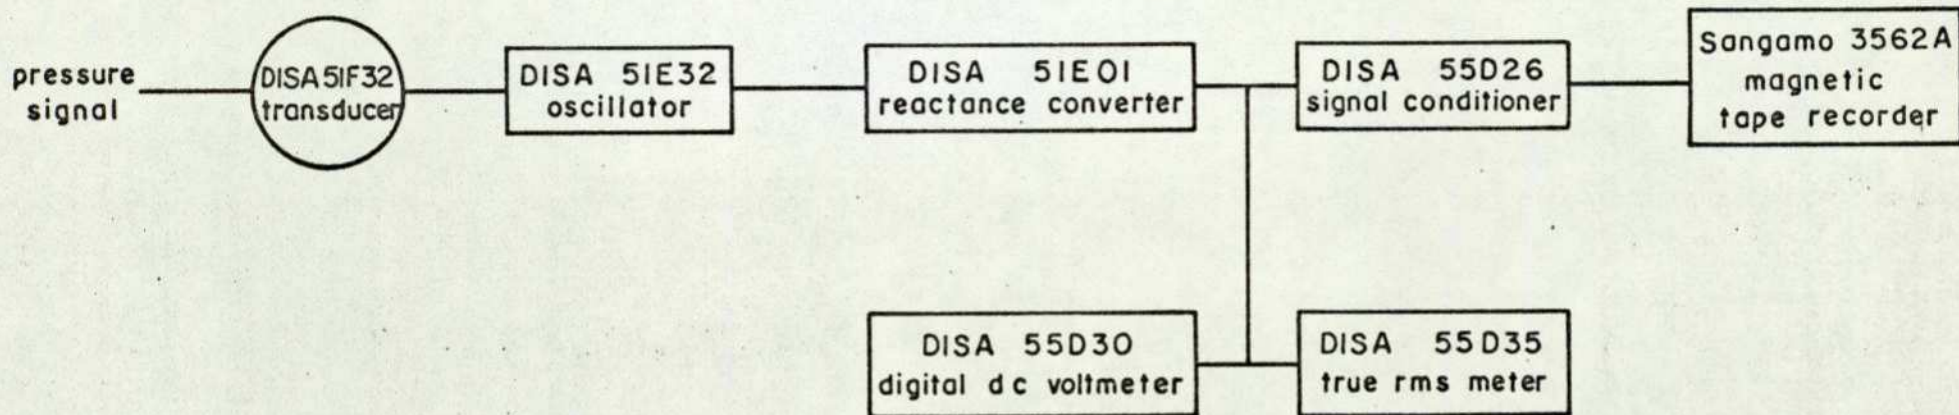 pressure
signal
DISA 51F32
transducer
DISA 51E32
oscillator
DISA 51E01
reactance converter
DISA 55D26
signal conditioner
Sangamo 3562A
magnetic
tape recorder
DISA 55D30
digital dc voltmeter
DISA 55D35
true rms meter